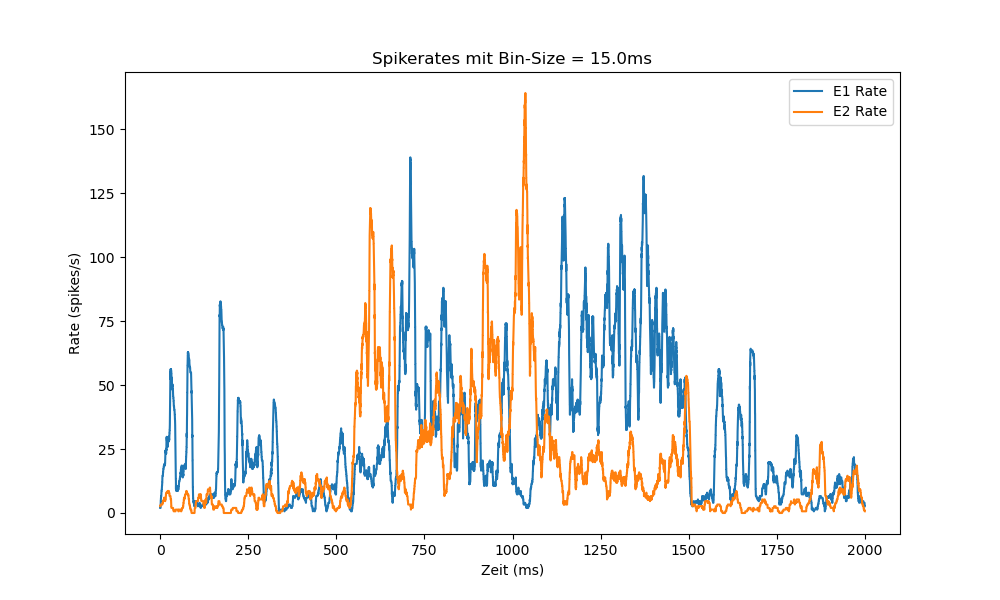 Spikerates mit Bin-Size = 15.0ms
E1 Rate
E2 Rate
Rate (spikes/s)
150
125
100
75
50
25
0
0 250 500 750 1000 1250 1500 1750 2000
Zeit (ms)